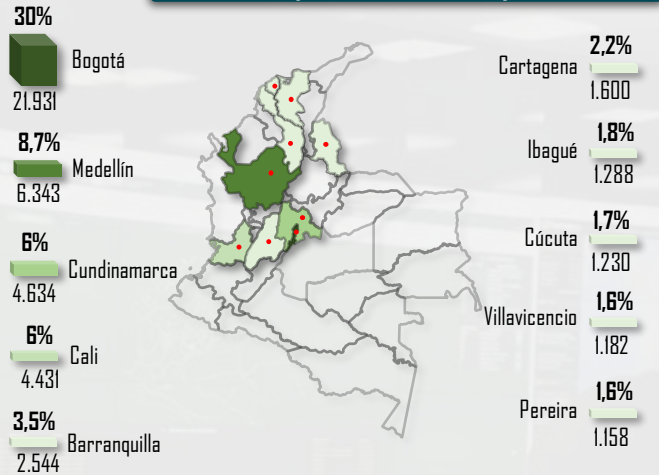 30%
Bogotá
21.931
8,7%
Medellín
6.343
6%
Cundinamarca
4.634
6%
Cali
4.431
3,5%
Barranquilla
2.544
2,2%
Cartagena
1.600
1,8%
Ibagué
1.288
1,7%
Cúcuta
1.230
1,6%
Villavicencio
1.182
1,6%
Pereira
1.158